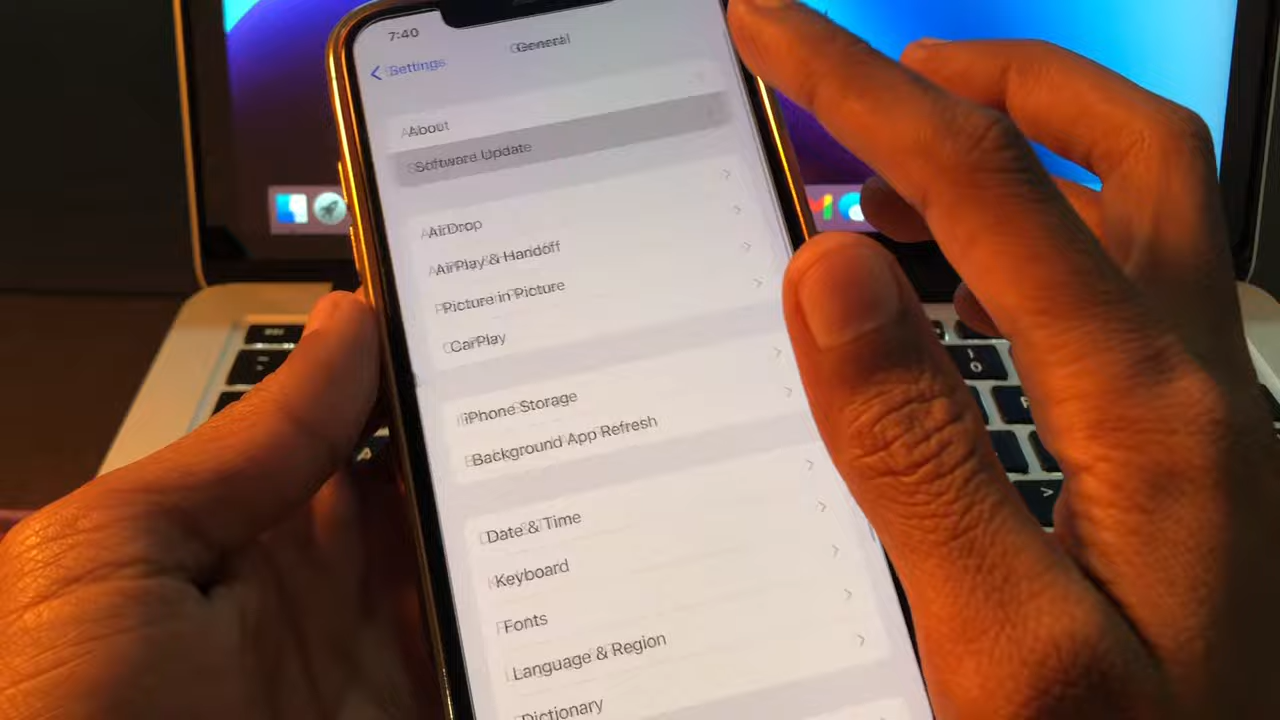 7:40
General
Settings
About
Software Update
AirDrop
AirPlay & Handoff
Picture in Picture
CarPlay
iPhone Storage
Background App Refresh
Date & Time
Keyboard
Fonts
Language & Region
Dictionary